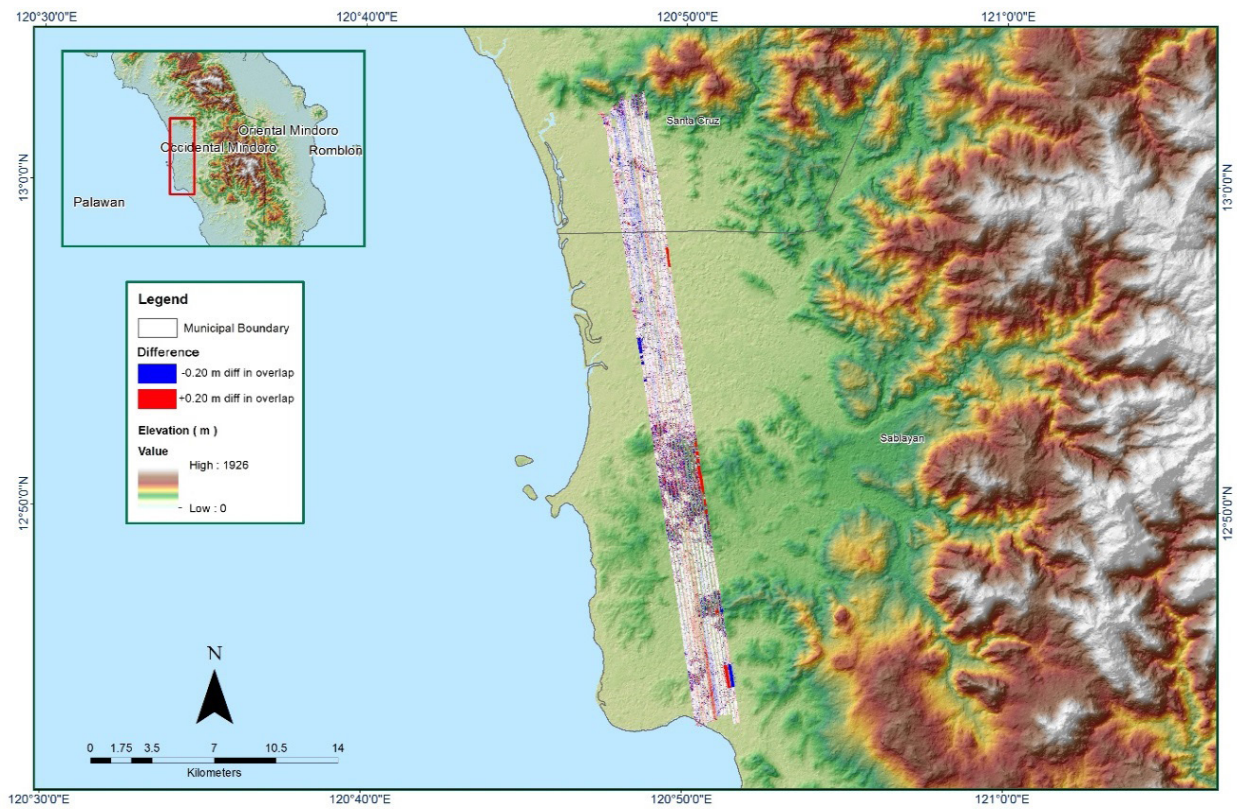 120°30'0"E
120°40'0"E
120°50'0"E
121°0'0"E
13°0'0"N
12°50'0"N
Oriental Mindoro
Occidental Mindoro
Romblon
Palawan
Santa Cruz
Sablayan
Legend
Municipal Boundary
Difference
-0.20 m diff in overlap
+0.20 m diff in overlap
Elevation ( m )
Value
High : 1926
Low : 0
N
0 1.75 3.5 7 10.5 14
Kilometers
13°0'0"N
12°50'0"N
120°30'0"E
120°40'0"E
120°50'0"E
121°0'0"E